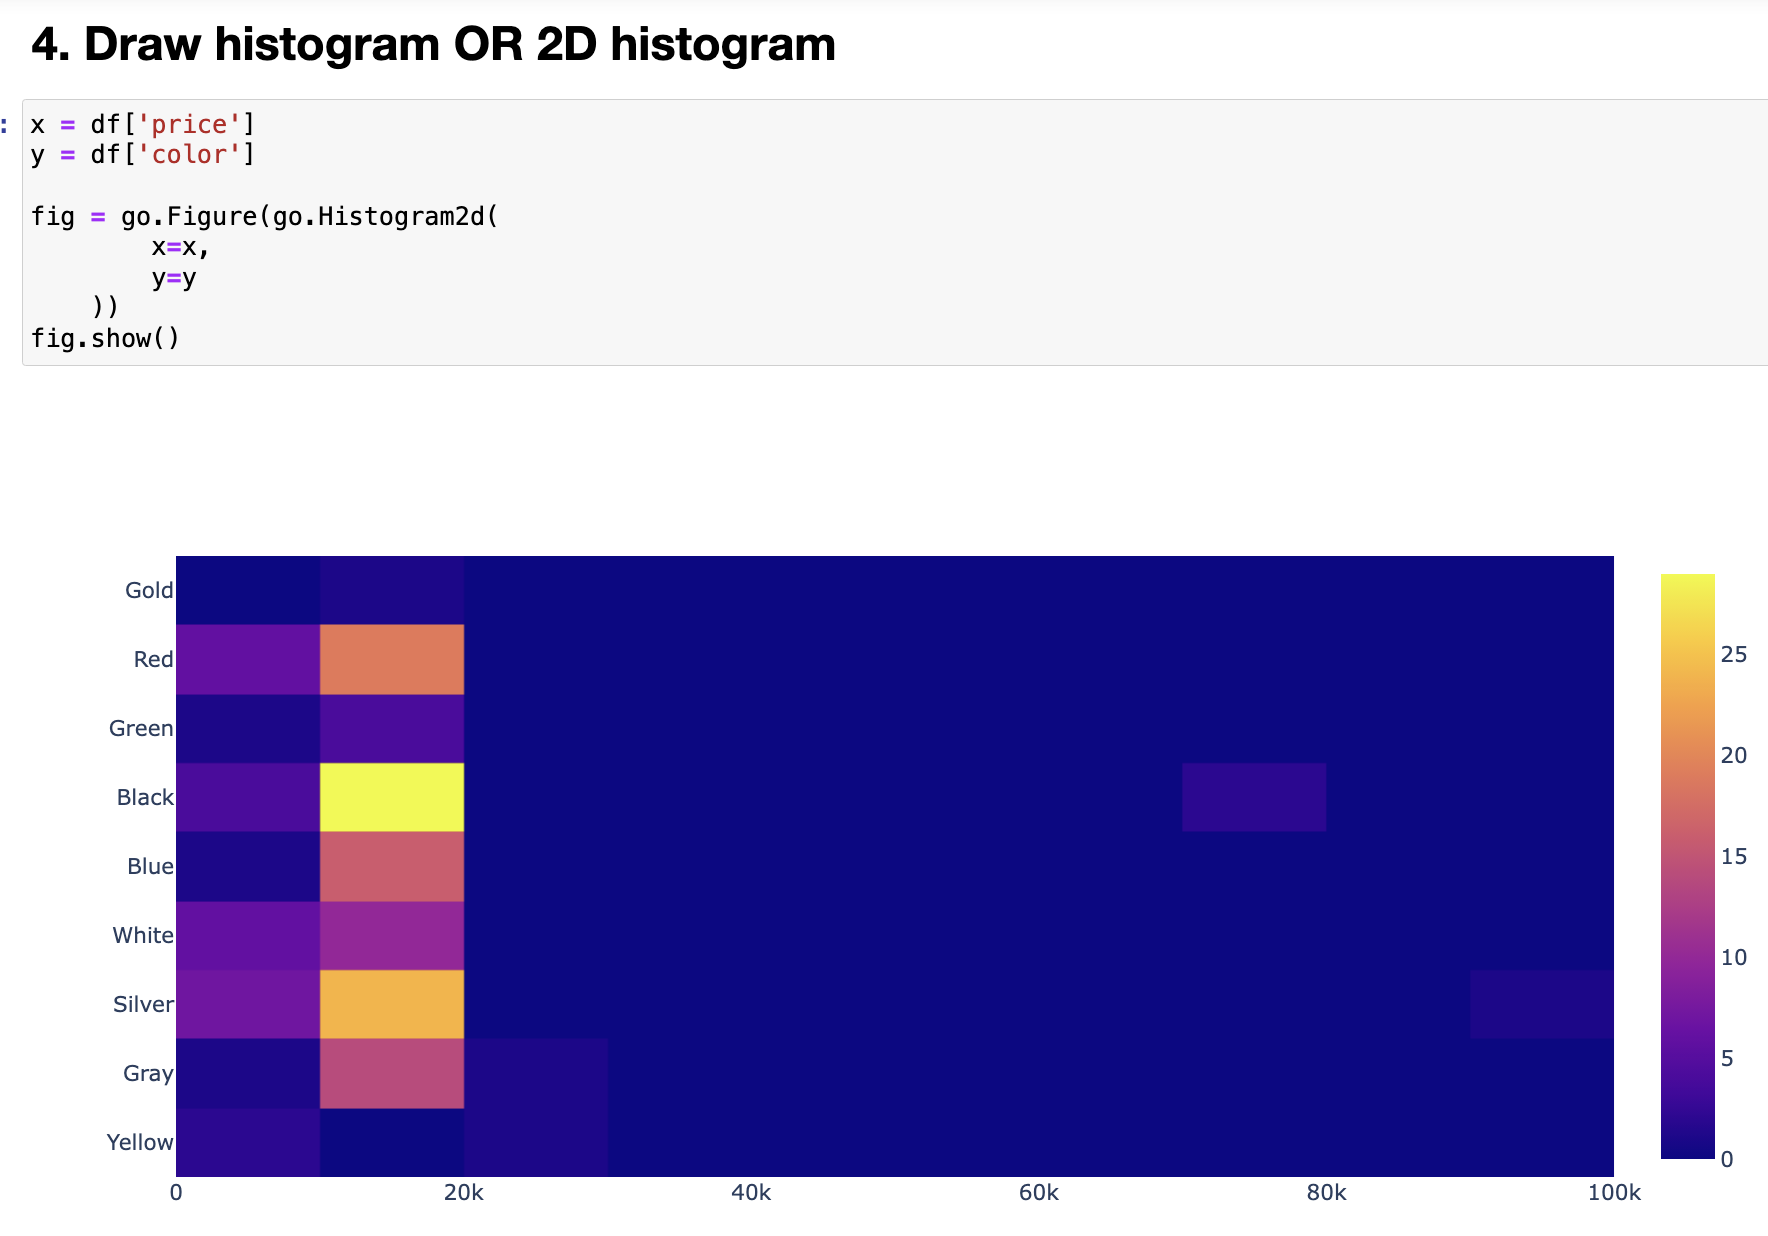 4. Draw histogram OR 2D histogram
:
x = df['price']
y = df['color']
fig = go.Figure(go.Histogram2d(
        x=x,
        y=y
    ))
fig.show()
Gold
Red
Green
Black
Blue
White
Silver
Gray
Yellow
0 20k 40k 60k 80k 100k
25
20
15
10
5
0